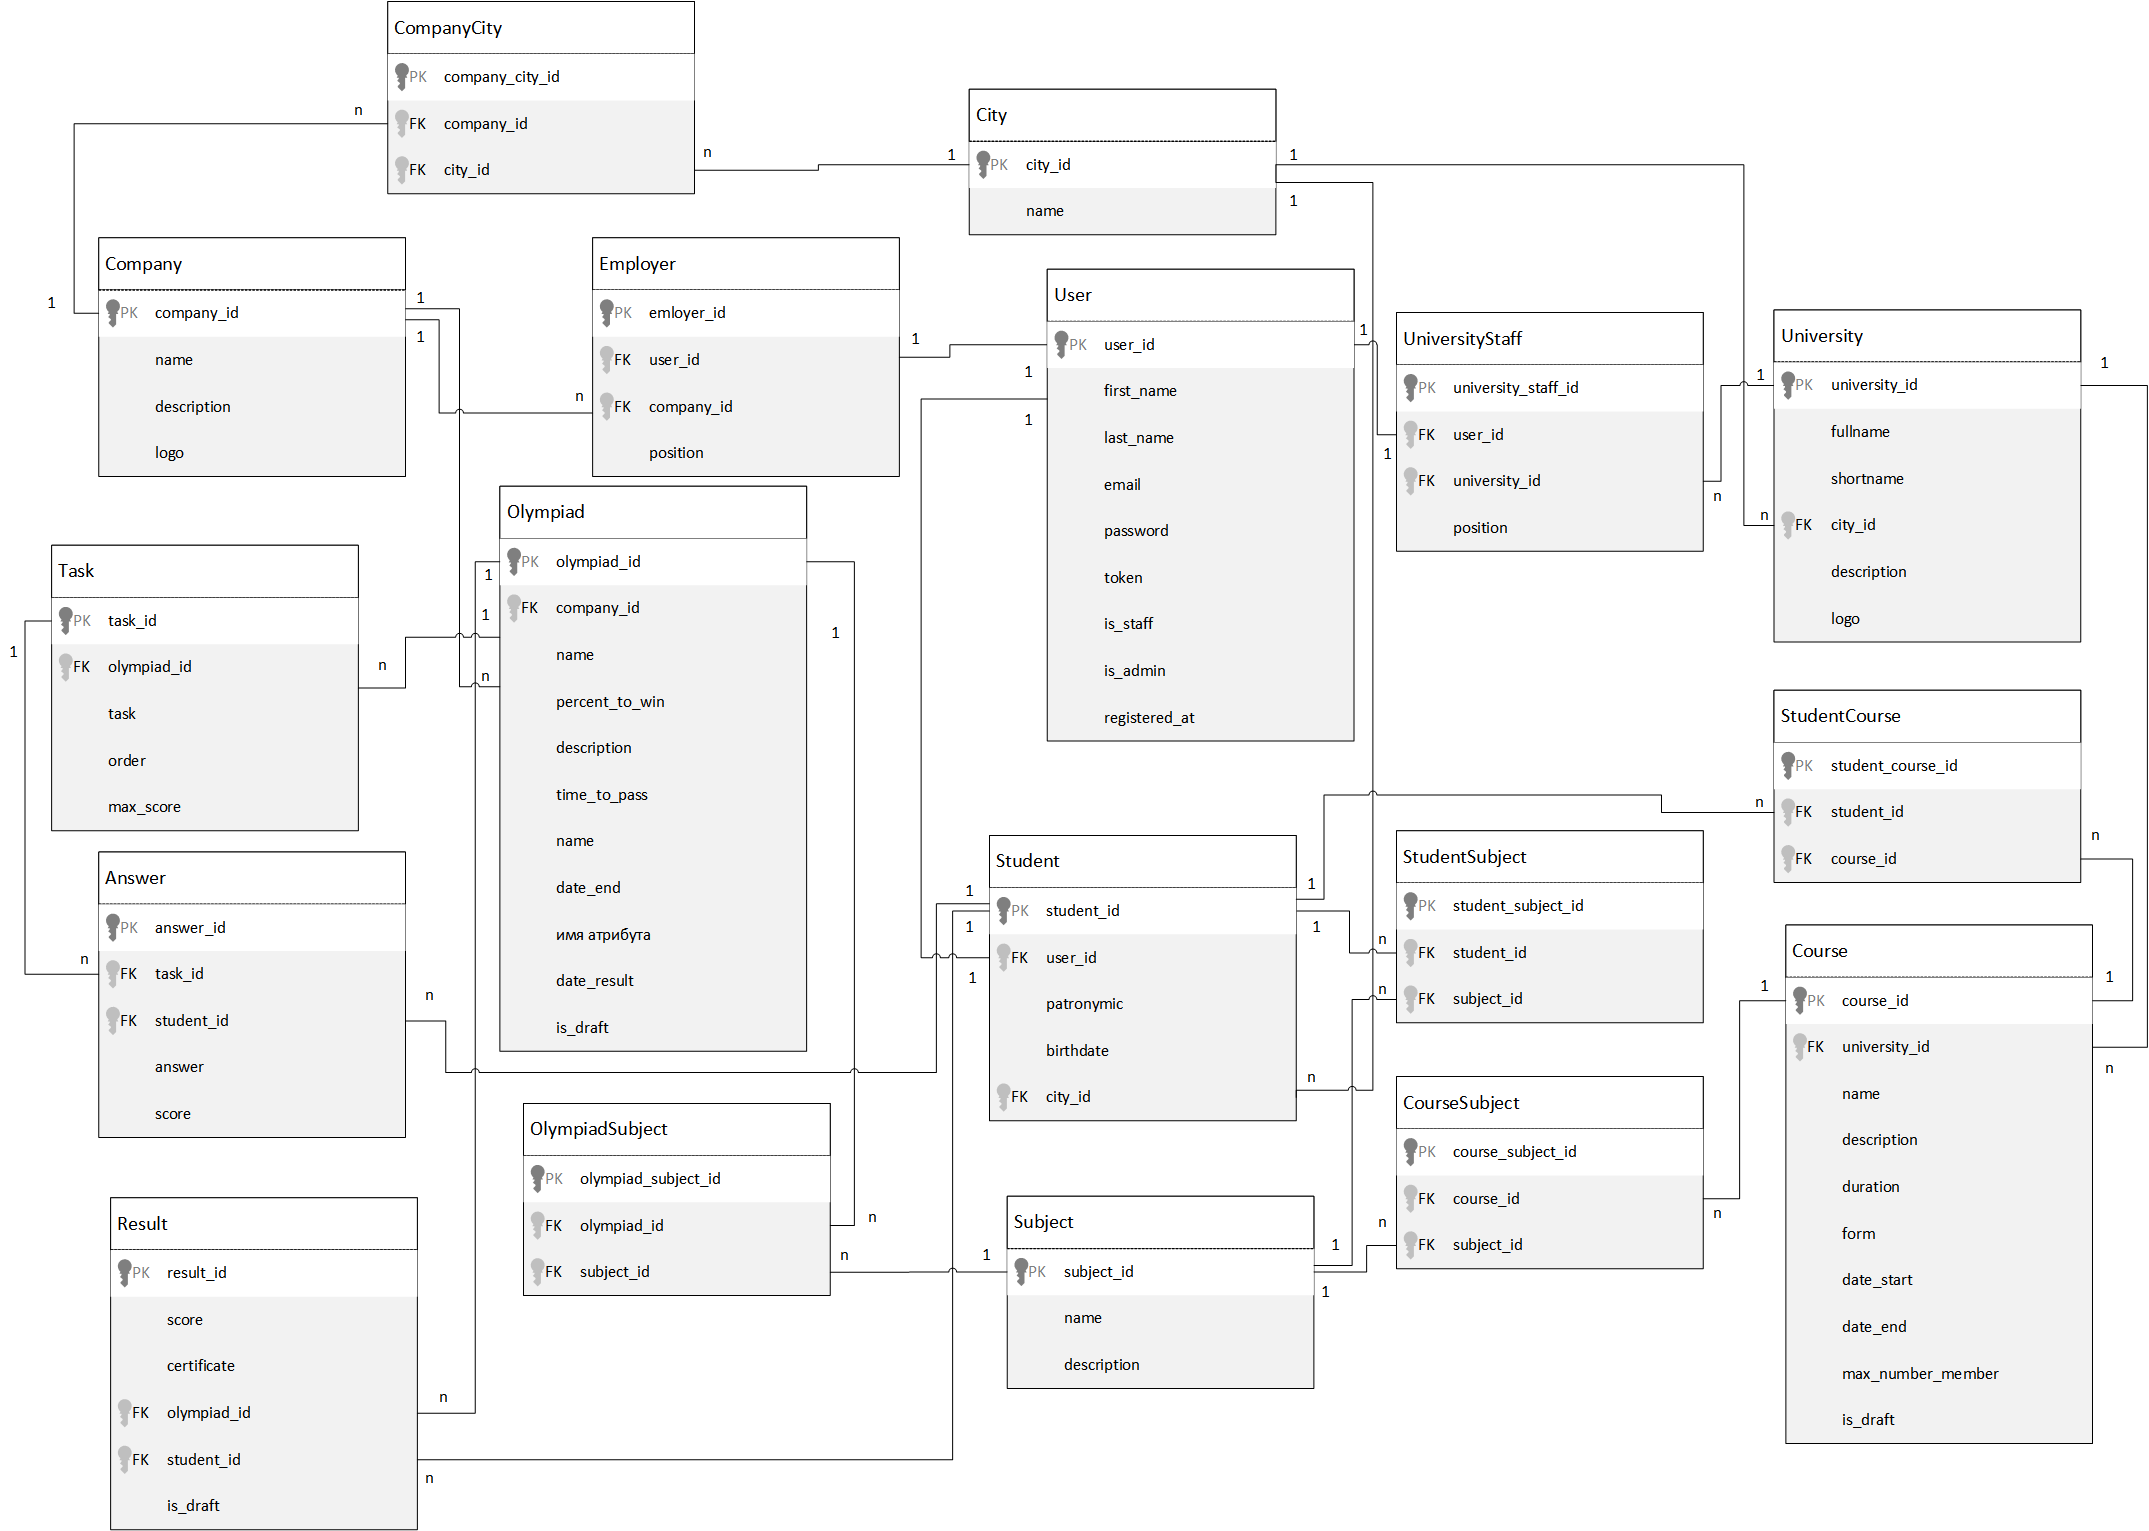 CompanyCity
PK company_city_id
FK company_id
FK city_id
n
n
1
City
PK city_id
name
1
1
1
Company
PK company_id
name
description
logo
1
1
Employer
PK emloyer_id
FK user_id
FK company_id
position
1
n
User
PK user_id
first_name
last_name
email
password
token
is_staff
is_admin
registered_at
1
1
1
1
UniversityStaff
PK university_staff_id
FK user_id
FK university_id
position
n
1
University
PK university_id
fullname
shortname
FK city_id
description
logo
1
n
Olympiad
PK olympiad_id
FK company_id
name
percent_to_win
description
time_to_pass
name
date_end
имя атрибута
date_result
is_draft
1
1
n
1
Task
PK task_id
FK olympiad_id
task
order
max_score
1
n
Answer
PK answer_id
FK task_id
FK student_id
answer
score
n
n
Student
PK student_id
FK user_id
patronymic
birthdate
FK city_id
1
1
1
1
1
n
StudentCourse
PK student_course_id
FK student_id
FK course_id
n
n
StudentSubject
PK student_subject_id
FK student_id
FK subject_id
n
n
Course
PK course_id
FK university_id
name
description
duration
form
date_start
date_end
max_number_member
is_draft
1
1
n
CourseSubject
PK course_subject_id
FK course_id
FK subject_id
n
n
OlympiadSubject
PK olympiad_subject_id
FK olympiad_id
FK subject_id
n
n
Subject
PK subject_id
name
description
1
1
1
Result
PK result_id
score
certificate
FK olympiad_id
FK student_id
is_draft
n
n